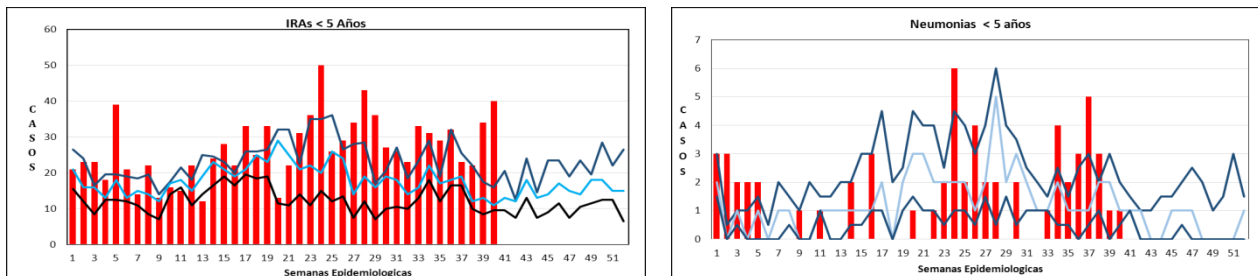 IRAs < 5 Años
60
50
40
30
20
10
0
C
A
S
O
S
1 3 5 7 9 11 13 15 17 19 21 23 25 27 29 31 33 35 37 39 41 43 45 47 49 51
Semanas Epidemiologicas
Neumonias < 5 años
7
6
5
4
3
2
1
0
C
A
S
O
S
1 3 5 7 9 11 13 15 17 19 21 23 25 27 29 31 33 35 37 39 41 43 45 47 49 51
Semanas Epidemiologicas